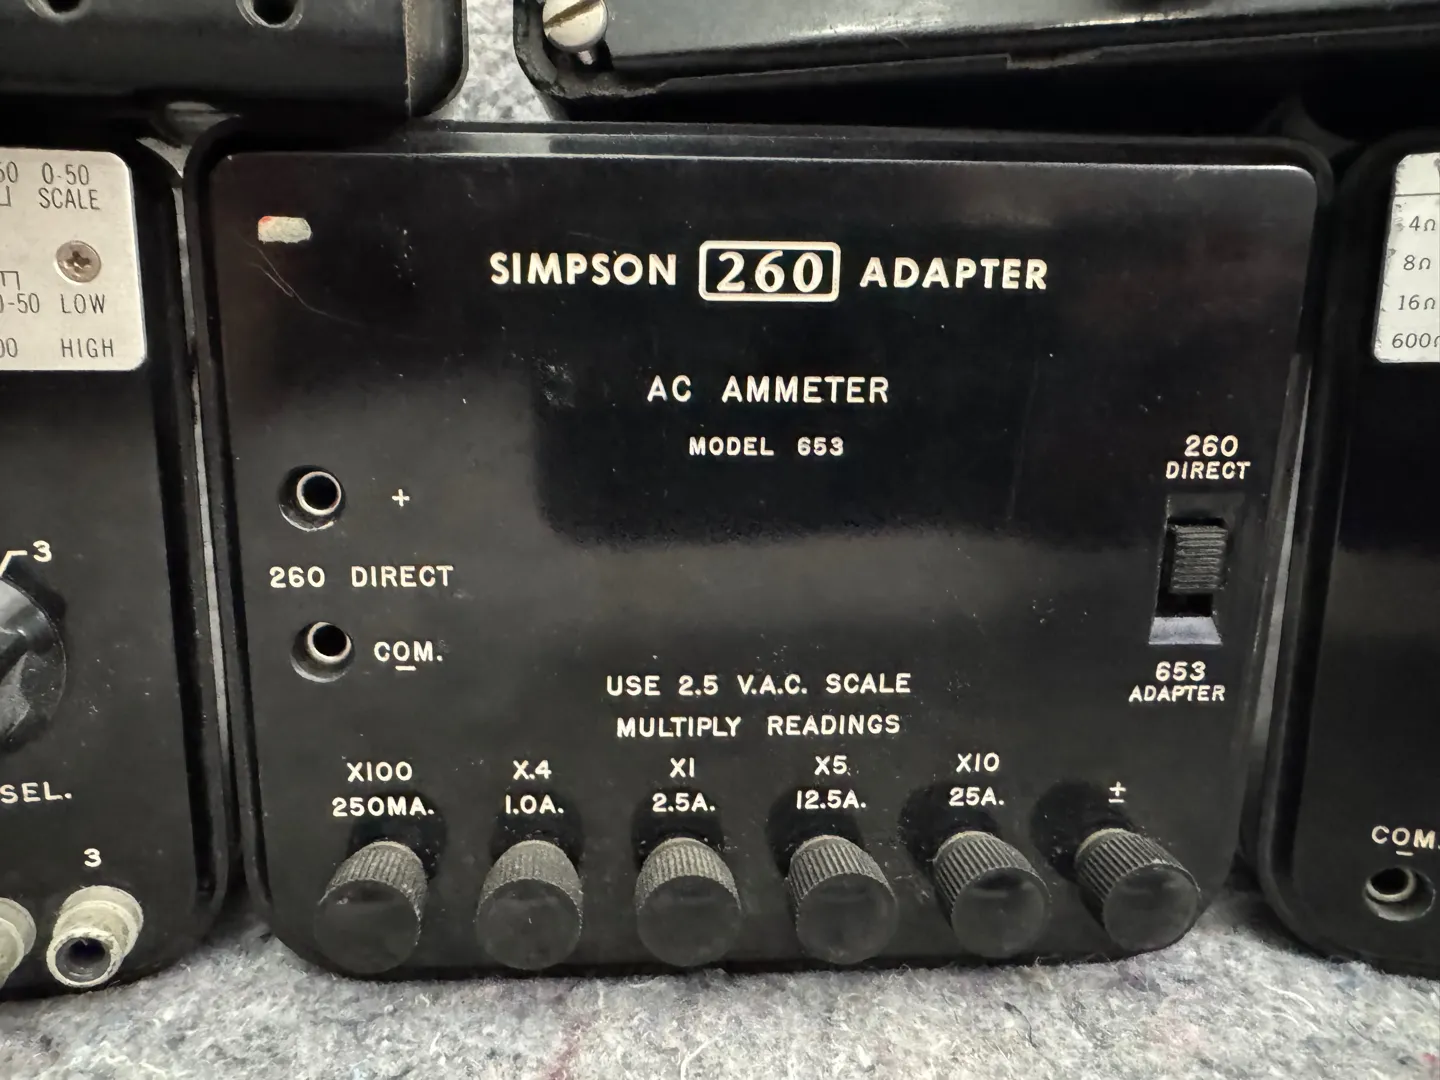 0-50
SCALE
LOW
HIGH
3
SEL.
3
SIMPSON 260 ADAPTER
AC AMMETER
MODEL 653
+
260 DIRECT
COM.
260
DIRECT
653
ADAPTER
USE 2.5 V.A.C. SCALE
MULTIPLY READINGS
X100 X.4 X1 X5 X10
250MA. 1.0A. 2.5A. 12.5A. 25A. ±
4Ω
8Ω
16Ω
600Ω
COM.